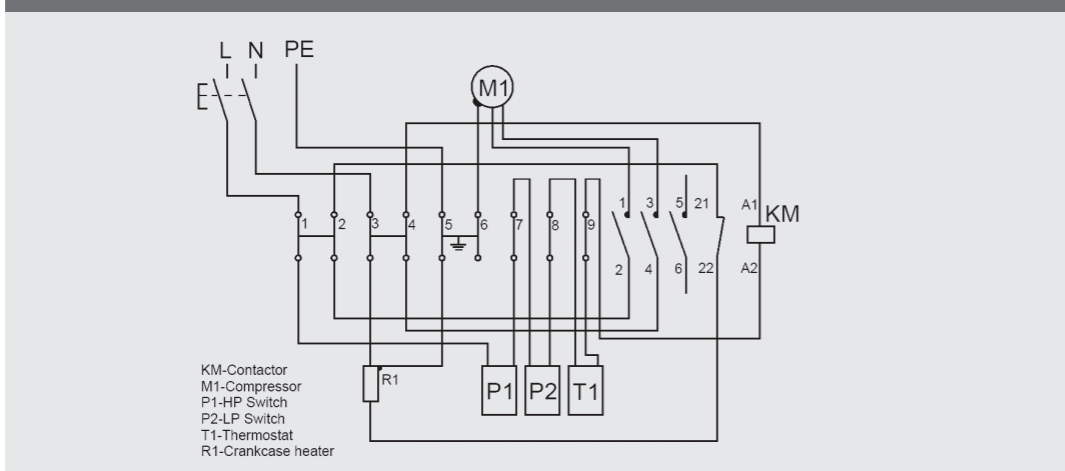 L N PE
M1
1 3 5 21 A1 KM
1 2 3 4 5 6 7 8 9
2 4 6 22 A2
R1 P1 P2 T1
KM-Contactor
M1-Compressor
P1-HP Switch
P2-LP Switch
T1-Thermostat
R1-Crankcase heater